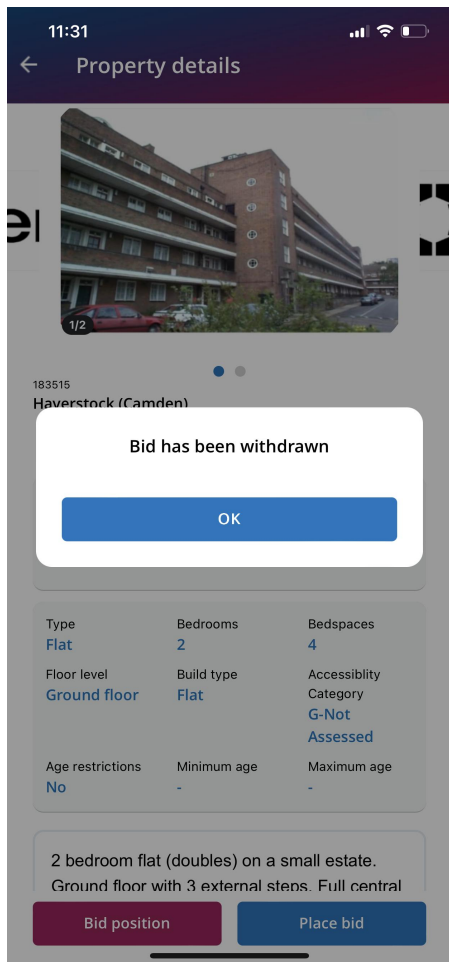 11:31
Property details
1/2
183515
Haverstock (Camden)
Bid has been withdrawn
OK
Type Bedrooms Bedspaces
Flat 2 4
Floor level Build type Accessiblity
Category
Ground floor Flat G-Not
Assessed
Age restrictions Minimum age Maximum age
No - -
2 bedroom flat (doubles) on a small estate.
Ground floor with 3 external steps. Full central
Bid position Place bid